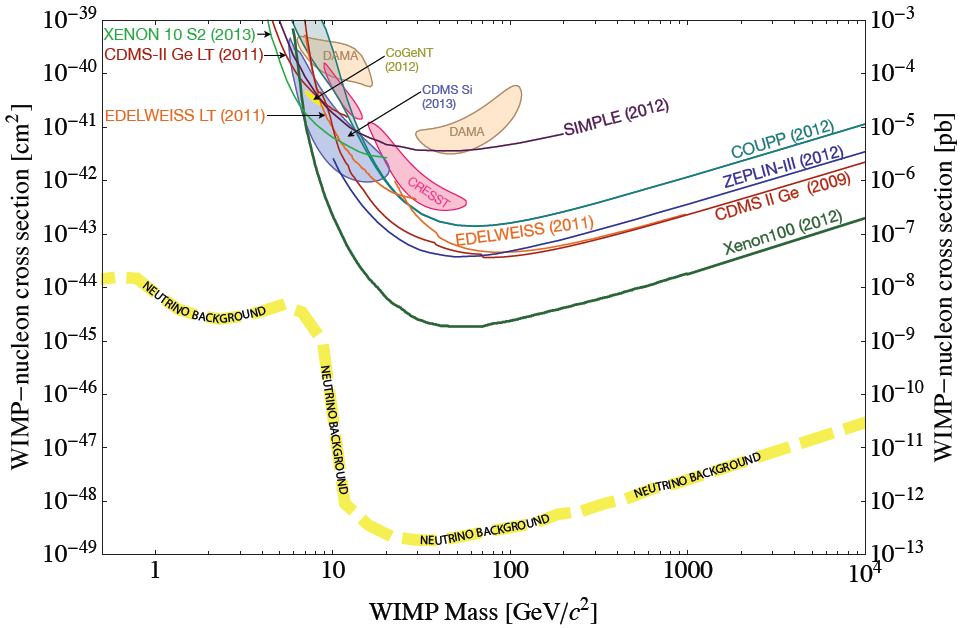 10⁻³⁹
10⁻⁴⁰
10⁻⁴¹
10⁻⁴²
10⁻⁴³
10⁻⁴⁴
10⁻⁴⁵
10⁻⁴⁶
10⁻⁴⁷
10⁻⁴⁸
10⁻⁴⁹
WIMP−nucleon cross section [cm²]
XENON 10 S2 (2013)
CDMS-II Ge LT (2011)
EDELWEISS LT (2011)
DAMA
CoGeNT
(2012)
CDMS Si
(2013)
DAMA
SIMPLE (2012)
COUPP (2012)
ZEPLIN-III (2012)
CDMS II Ge (2009)
Xenon100 (2012)
CRESST
EDELWEISS (2011)
NEUTRINO BACKGROUND
NEUTRINO BACKGROUND
NEUTRINO BACKGROUND
NEUTRINO BACKGROUND
10⁻³
10⁻⁴
10⁻⁵
10⁻⁶
10⁻⁷
10⁻⁸
10⁻⁹
10⁻¹⁰
10⁻¹¹
10⁻¹²
10⁻¹³
WIMP−nucleon cross section [pb]
1
10
100
1000
10⁴
WIMP Mass [GeV/c²]